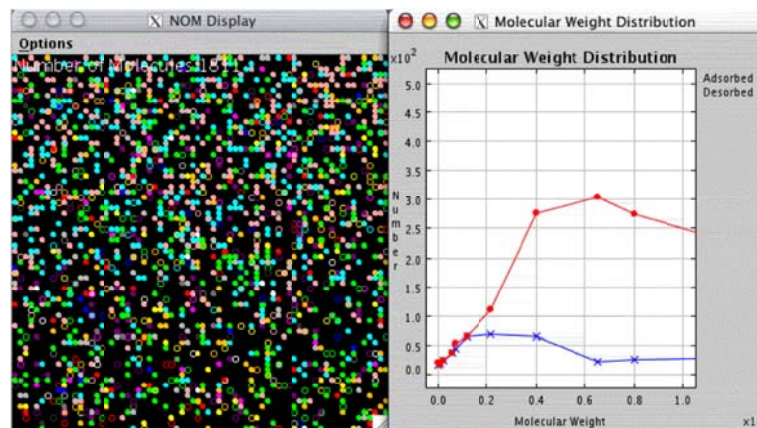 X NOM Display
Options
Number of Molecules:1811
X Molecular Weight Distribution
x10²
Molecular Weight Distribution
Adsorbed
Desorbed
5.0
4.5
4.0
3.5
3.0
2.5
2.0
1.5
1.0
0.5
0.0
Number
0.0
0.2
0.4
0.6
0.8
1.0
Molecular Weight
x1